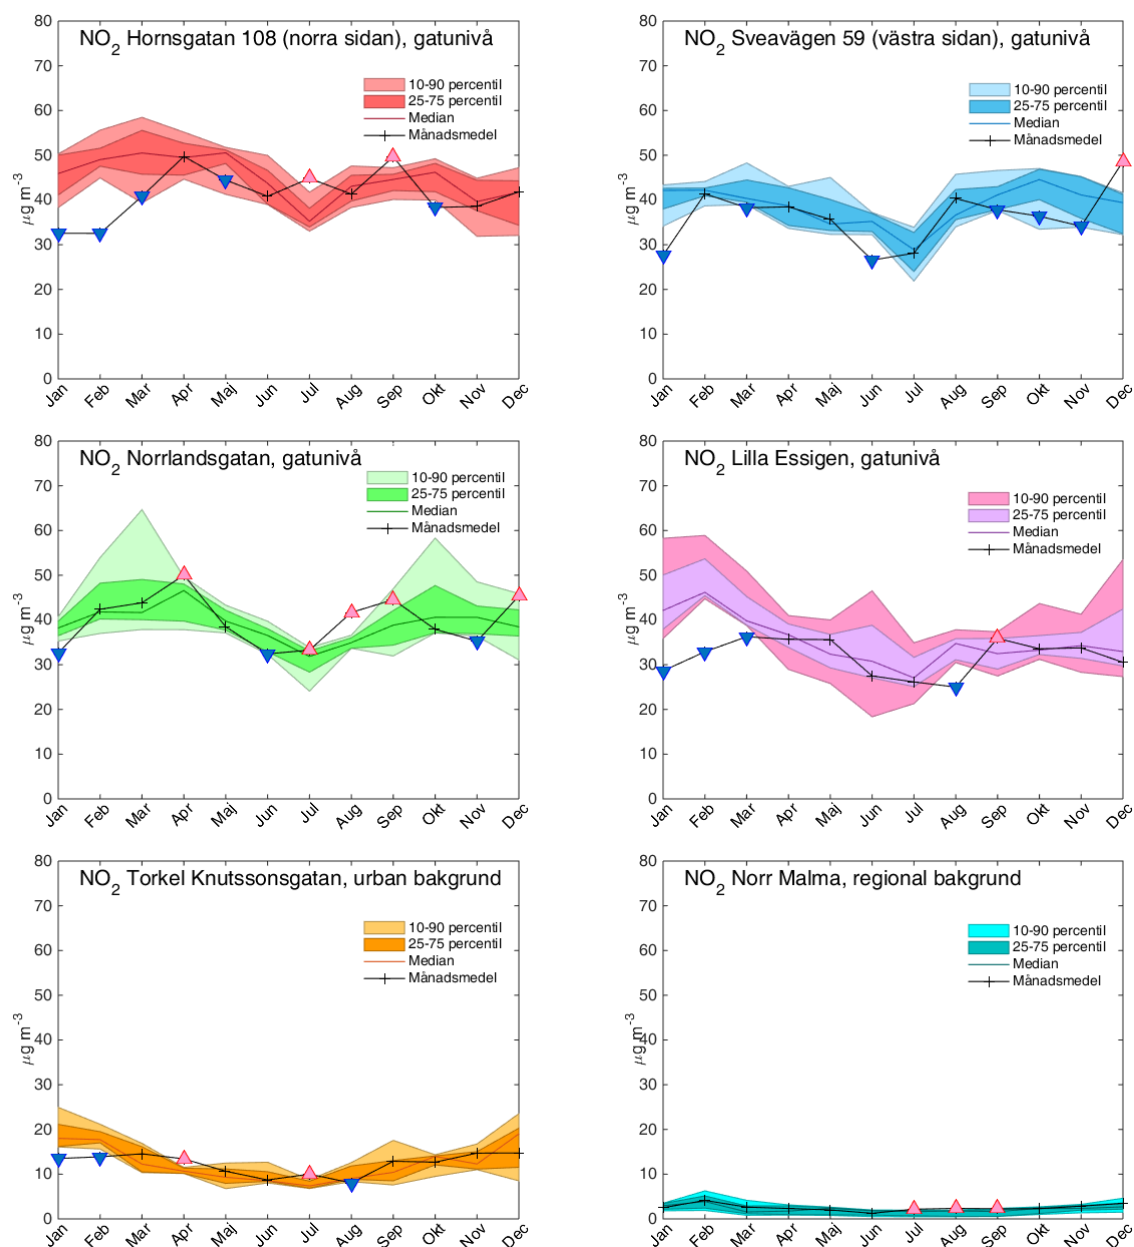 NO2 Hornsgatan 108 (norra sidan), gatunivå
10-90 percentil
25-75 percentil
Median
Månadsmedel
80
70
60
50
40
30
20
10
0
µg m-3
Jan Feb Mar Apr Maj Jun Jul Aug Sep Okt Nov Dec
NO2 Sveavägen 59 (västra sidan), gatunivå
10-90 percentil
25-75 percentil
Median
Månadsmedel
80
70
60
50
40
30
20
10
0
µg m-3
Jan Feb Mar Apr Maj Jun Jul Aug Sep Okt Nov Dec
NO2 Norrlandsgatan, gatunivå
10-90 percentil
25-75 percentil
Median
Månadsmedel
80
70
60
50
40
30
20
10
0
µg m-3
Jan Feb Mar Apr Maj Jun Jul Aug Sep Okt Nov Dec
NO2 Lilla Essigen, gatunivå
10-90 percentil
25-75 percentil
Median
Månadsmedel
80
70
60
50
40
30
20
10
0
µg m-3
Jan Feb Mar Apr Maj Jun Jul Aug Sep Okt Nov Dec
NO2 Torkel Knutssonsgatan, urban bakgrund
10-90 percentil
25-75 percentil
Median
Månadsmedel
80
70
60
50
40
30
20
10
0
µg m-3
Jan Feb Mar Apr Maj Jun Jul Aug Sep Okt Nov Dec
NO2 Norr Malma, regional bakgrund
10-90 percentil
25-75 percentil
Median
Månadsmedel
80
70
60
50
40
30
20
10
0
µg m-3
Jan Feb Mar Apr Maj Jun Jul Aug Sep Okt Nov Dec